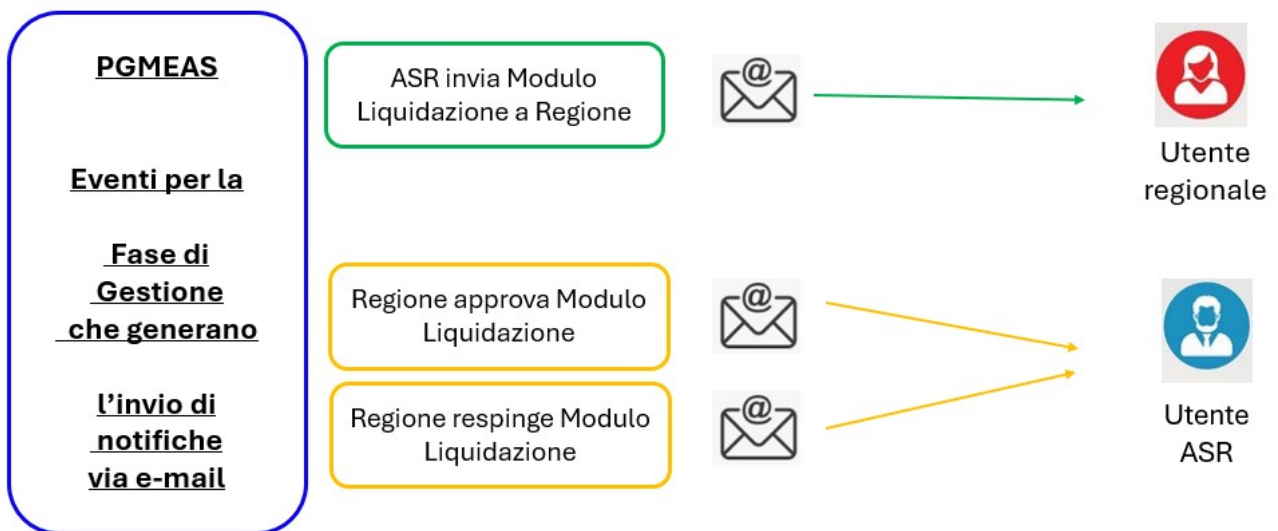 PGMEAS
Eventi per la
Fase di
Gestione
che generano
l’invio di
notifiche
via e-mail
ASR invia Modulo
Liquidazione a Regione
Utente
regionale
Regione approva Modulo
Liquidazione
Regione respinge Modulo
Liquidazione
Utente
ASR